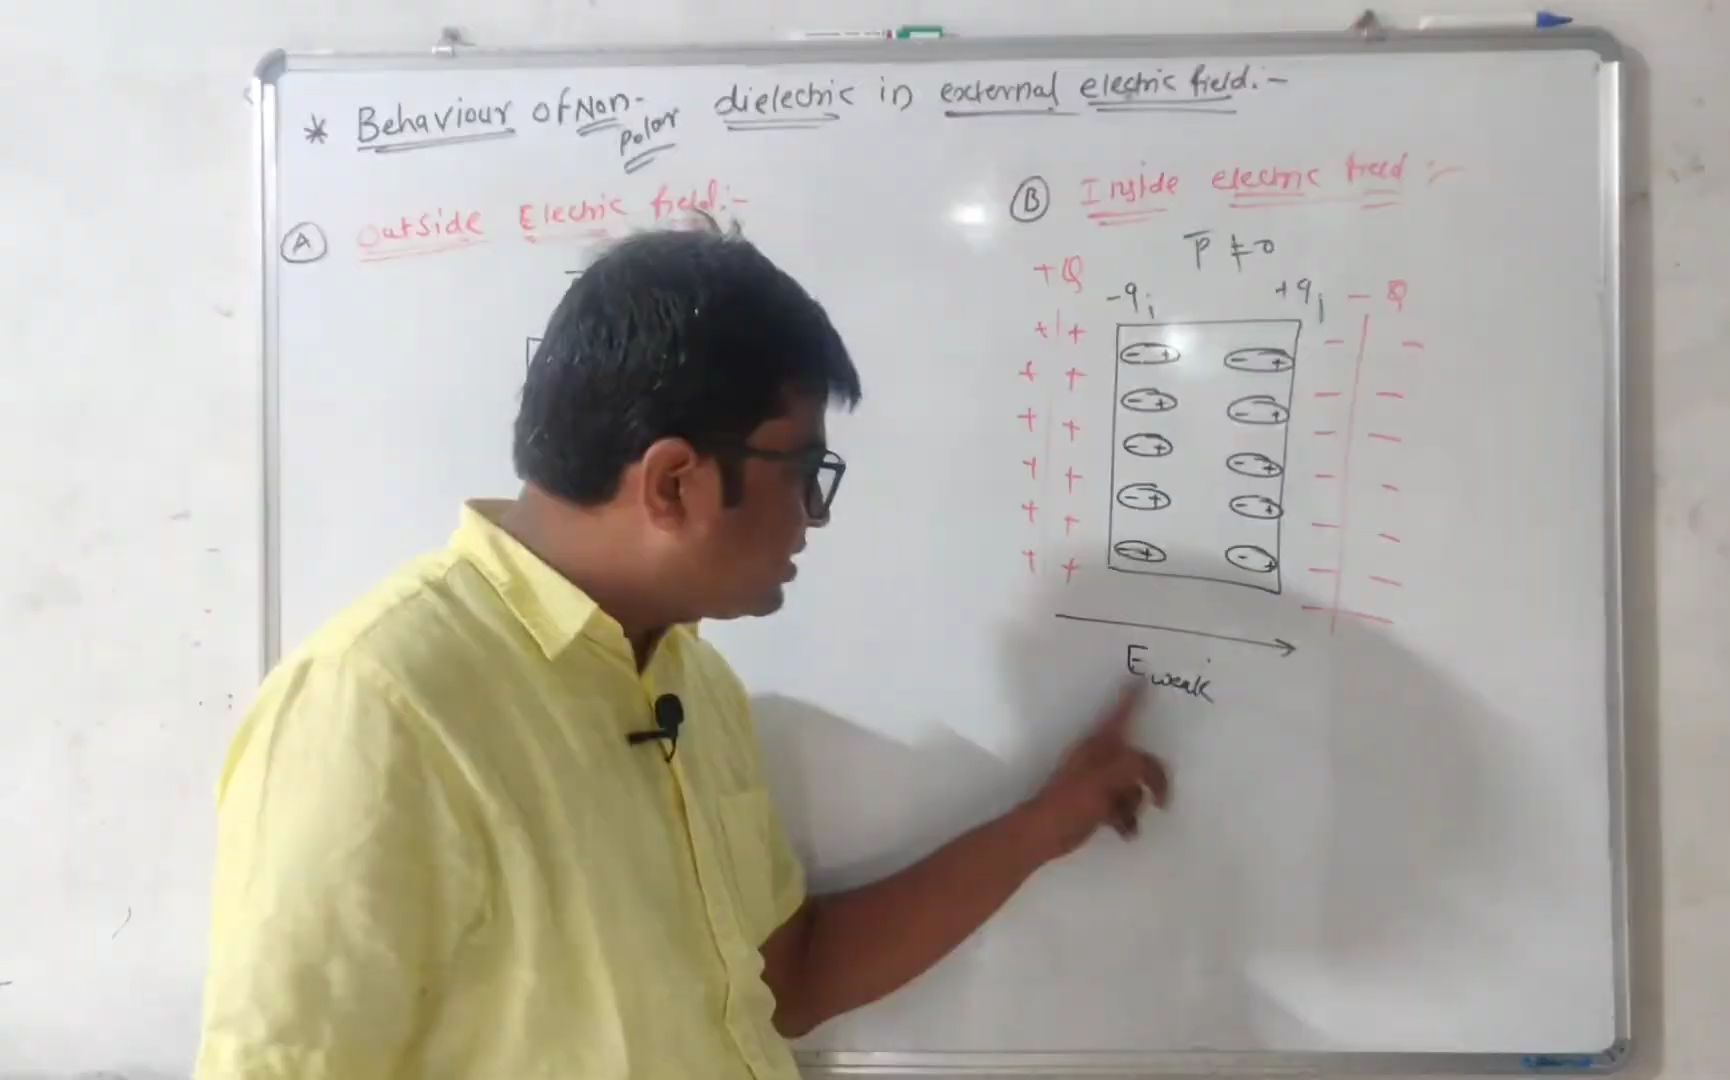 * Behaviour of Non-polar dielectric in external electric field:-
(A) Outside Electric field:-
(B) Inside electric field:-
P̅ ≠ 0
+Q -qi +qi - Q
+ + - + - + - -
+ + - + - + - -
+ + - + - + - -
+ + - + - + - -
+ + - + - + - -
+ + - -
E weak